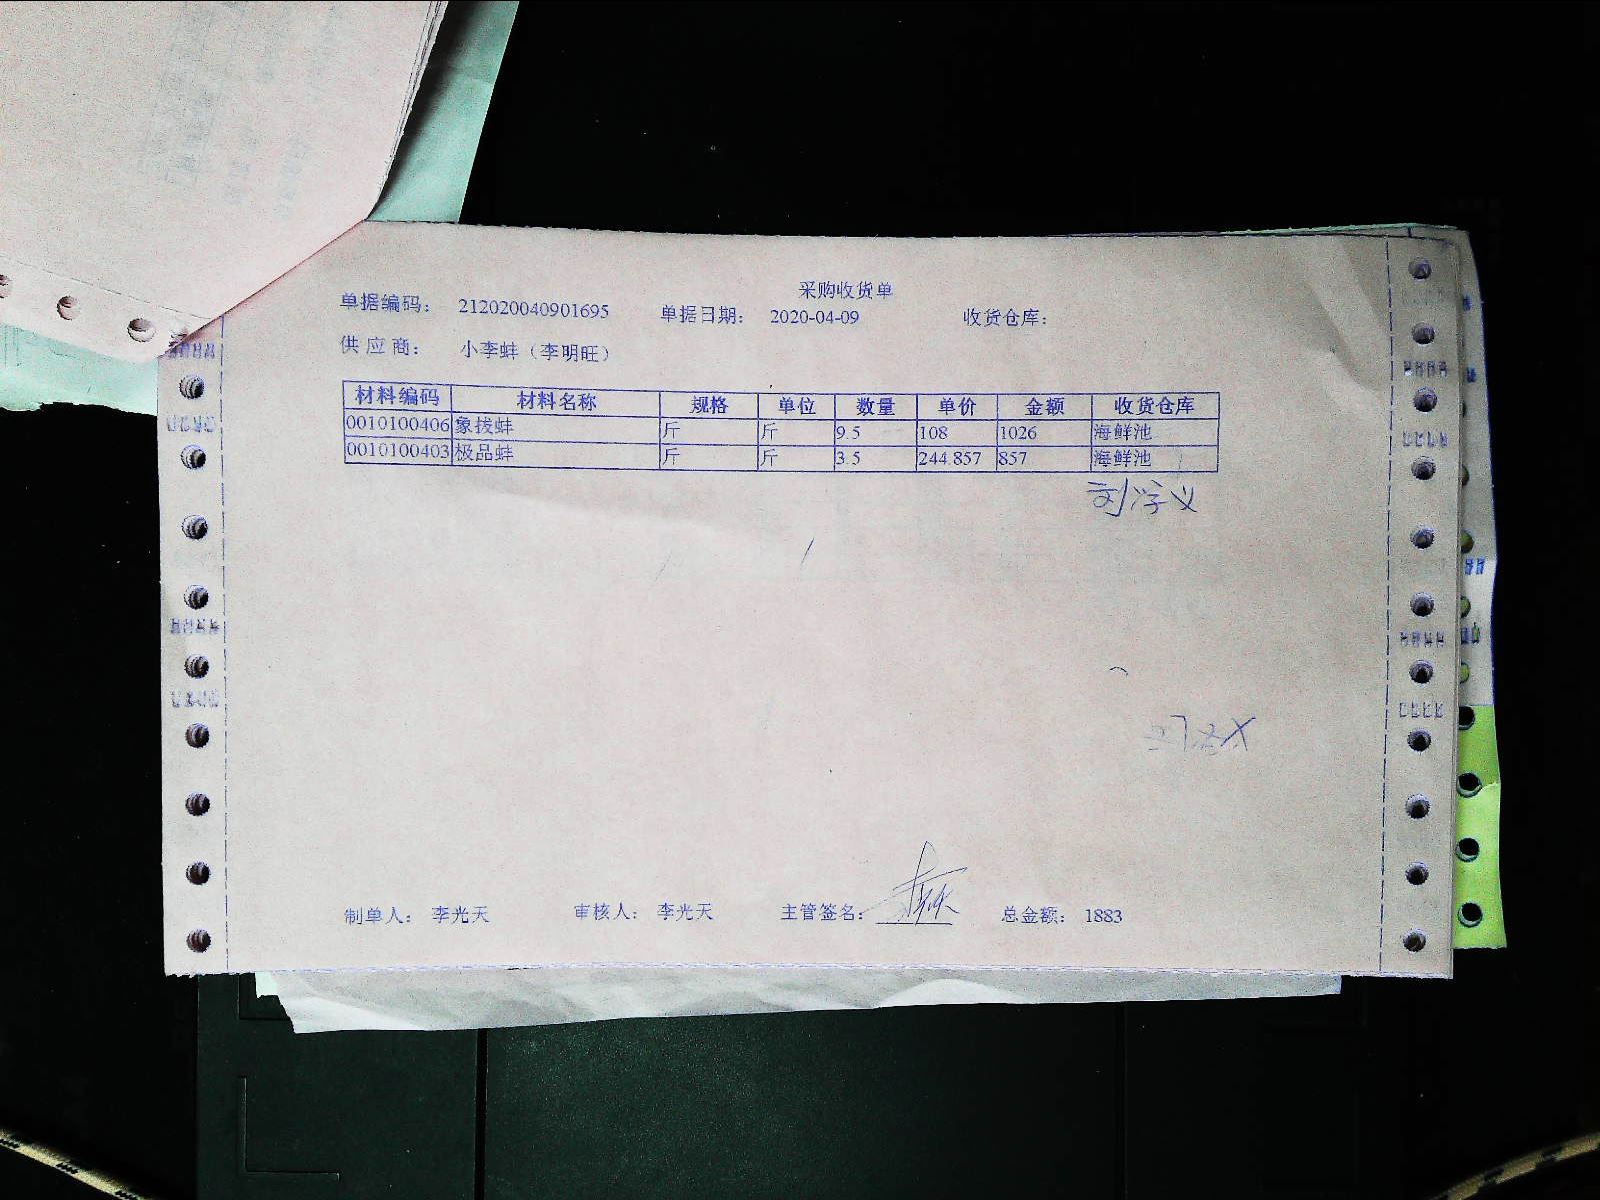 采购收货单
单据编码： 212020040901695 单据日期： 2020-04-09 收货仓库：
供应商： 小李蚌（李明旺）
材料编码 材料名称 规格 单位 数量 单价 金额 收货仓库
0010100406 象拔蚌 斤 斤 9.5 108 1026 海鲜池
0010100403 极品蚌 斤 斤 3.5 244.857 857 海鲜池
制单人： 李光天 审核人： 李光天 主管签名： 总金额： 1883